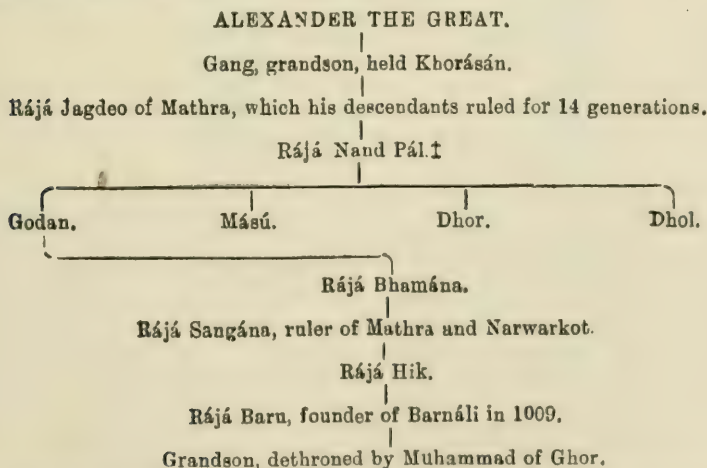 ALEXANDER THE GREAT.
Gang, grandson, held Khorásán.
Rájá Jagdeo of Mathra, which his descendants ruled for 14 generations.
Rájá Nand Pál.‡
Godan. Mású. Dhor. Dhol.
Rájá Bhamána.
Rájá Sangána, ruler of Mathra and Narwarkot.
Rájá Hik.
Rájá Baru, founder of Barnáli in 1009.
Grandson, dethroned by Muhammad of Ghor.